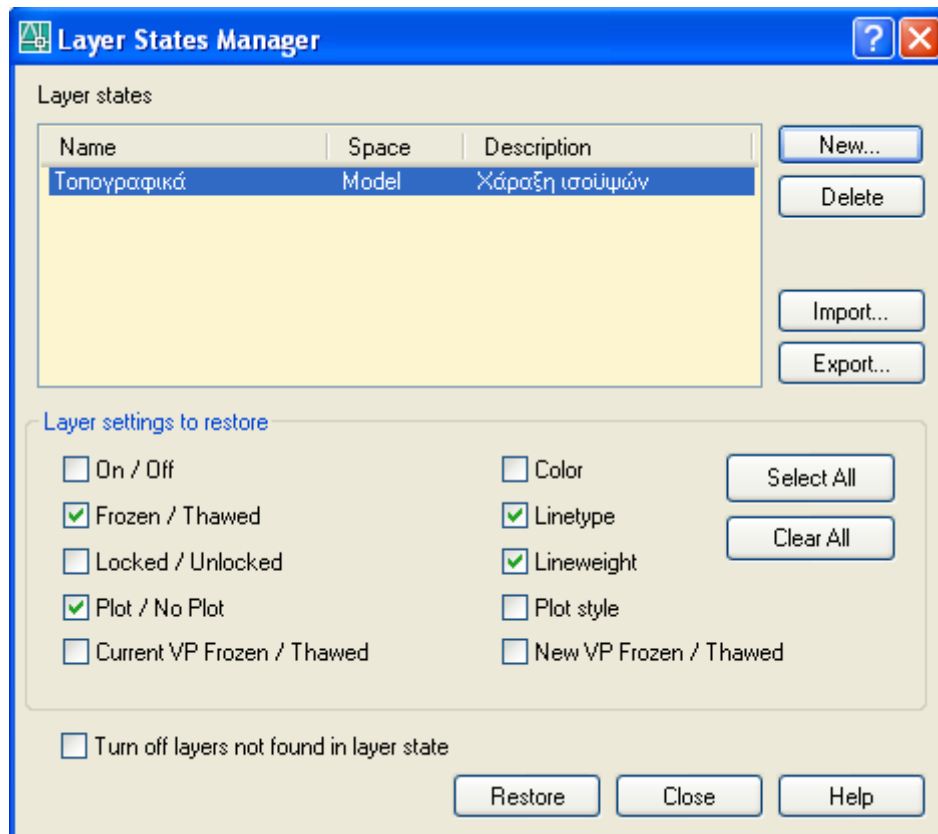 Layer States Manager
Layer states
Name Space Description
Τοπογραφικά Model Χάραξη ισοϋψών
New...
Delete
Import...
Export...
Layer settings to restore
On / Off
Frozen / Thawed
Locked / Unlocked
Plot / No Plot
Current VP Frozen / Thawed
Color
Linetype
Lineweight
Plot style
New VP Frozen / Thawed
Select All
Clear All
Turn off layers not found in layer state
Restore Close Help